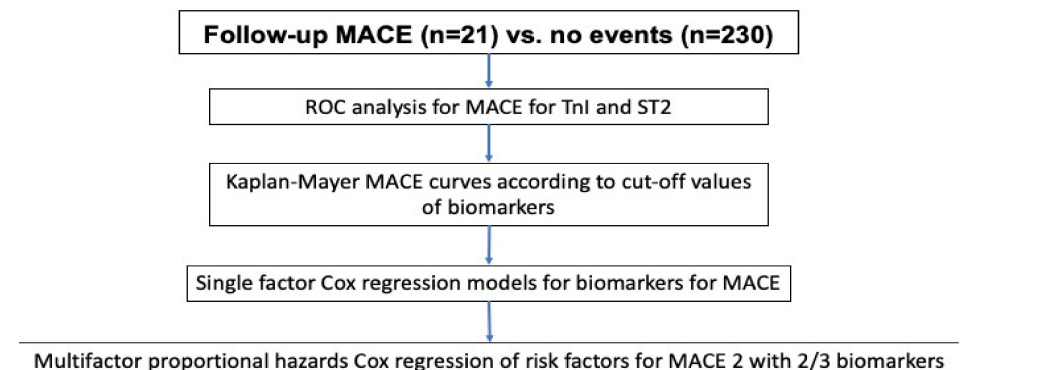 Follow-up MACE (n=21) vs. no events (n=230)
ROC analysis for MACE for TnI and ST2
Kaplan-Mayer MACE curves according to cut-off values
of biomarkers
Single factor Cox regression models for biomarkers for MACE
Multifactor proportional hazards Cox regression of risk factors for MACE 2 with 2/3 biomarkers